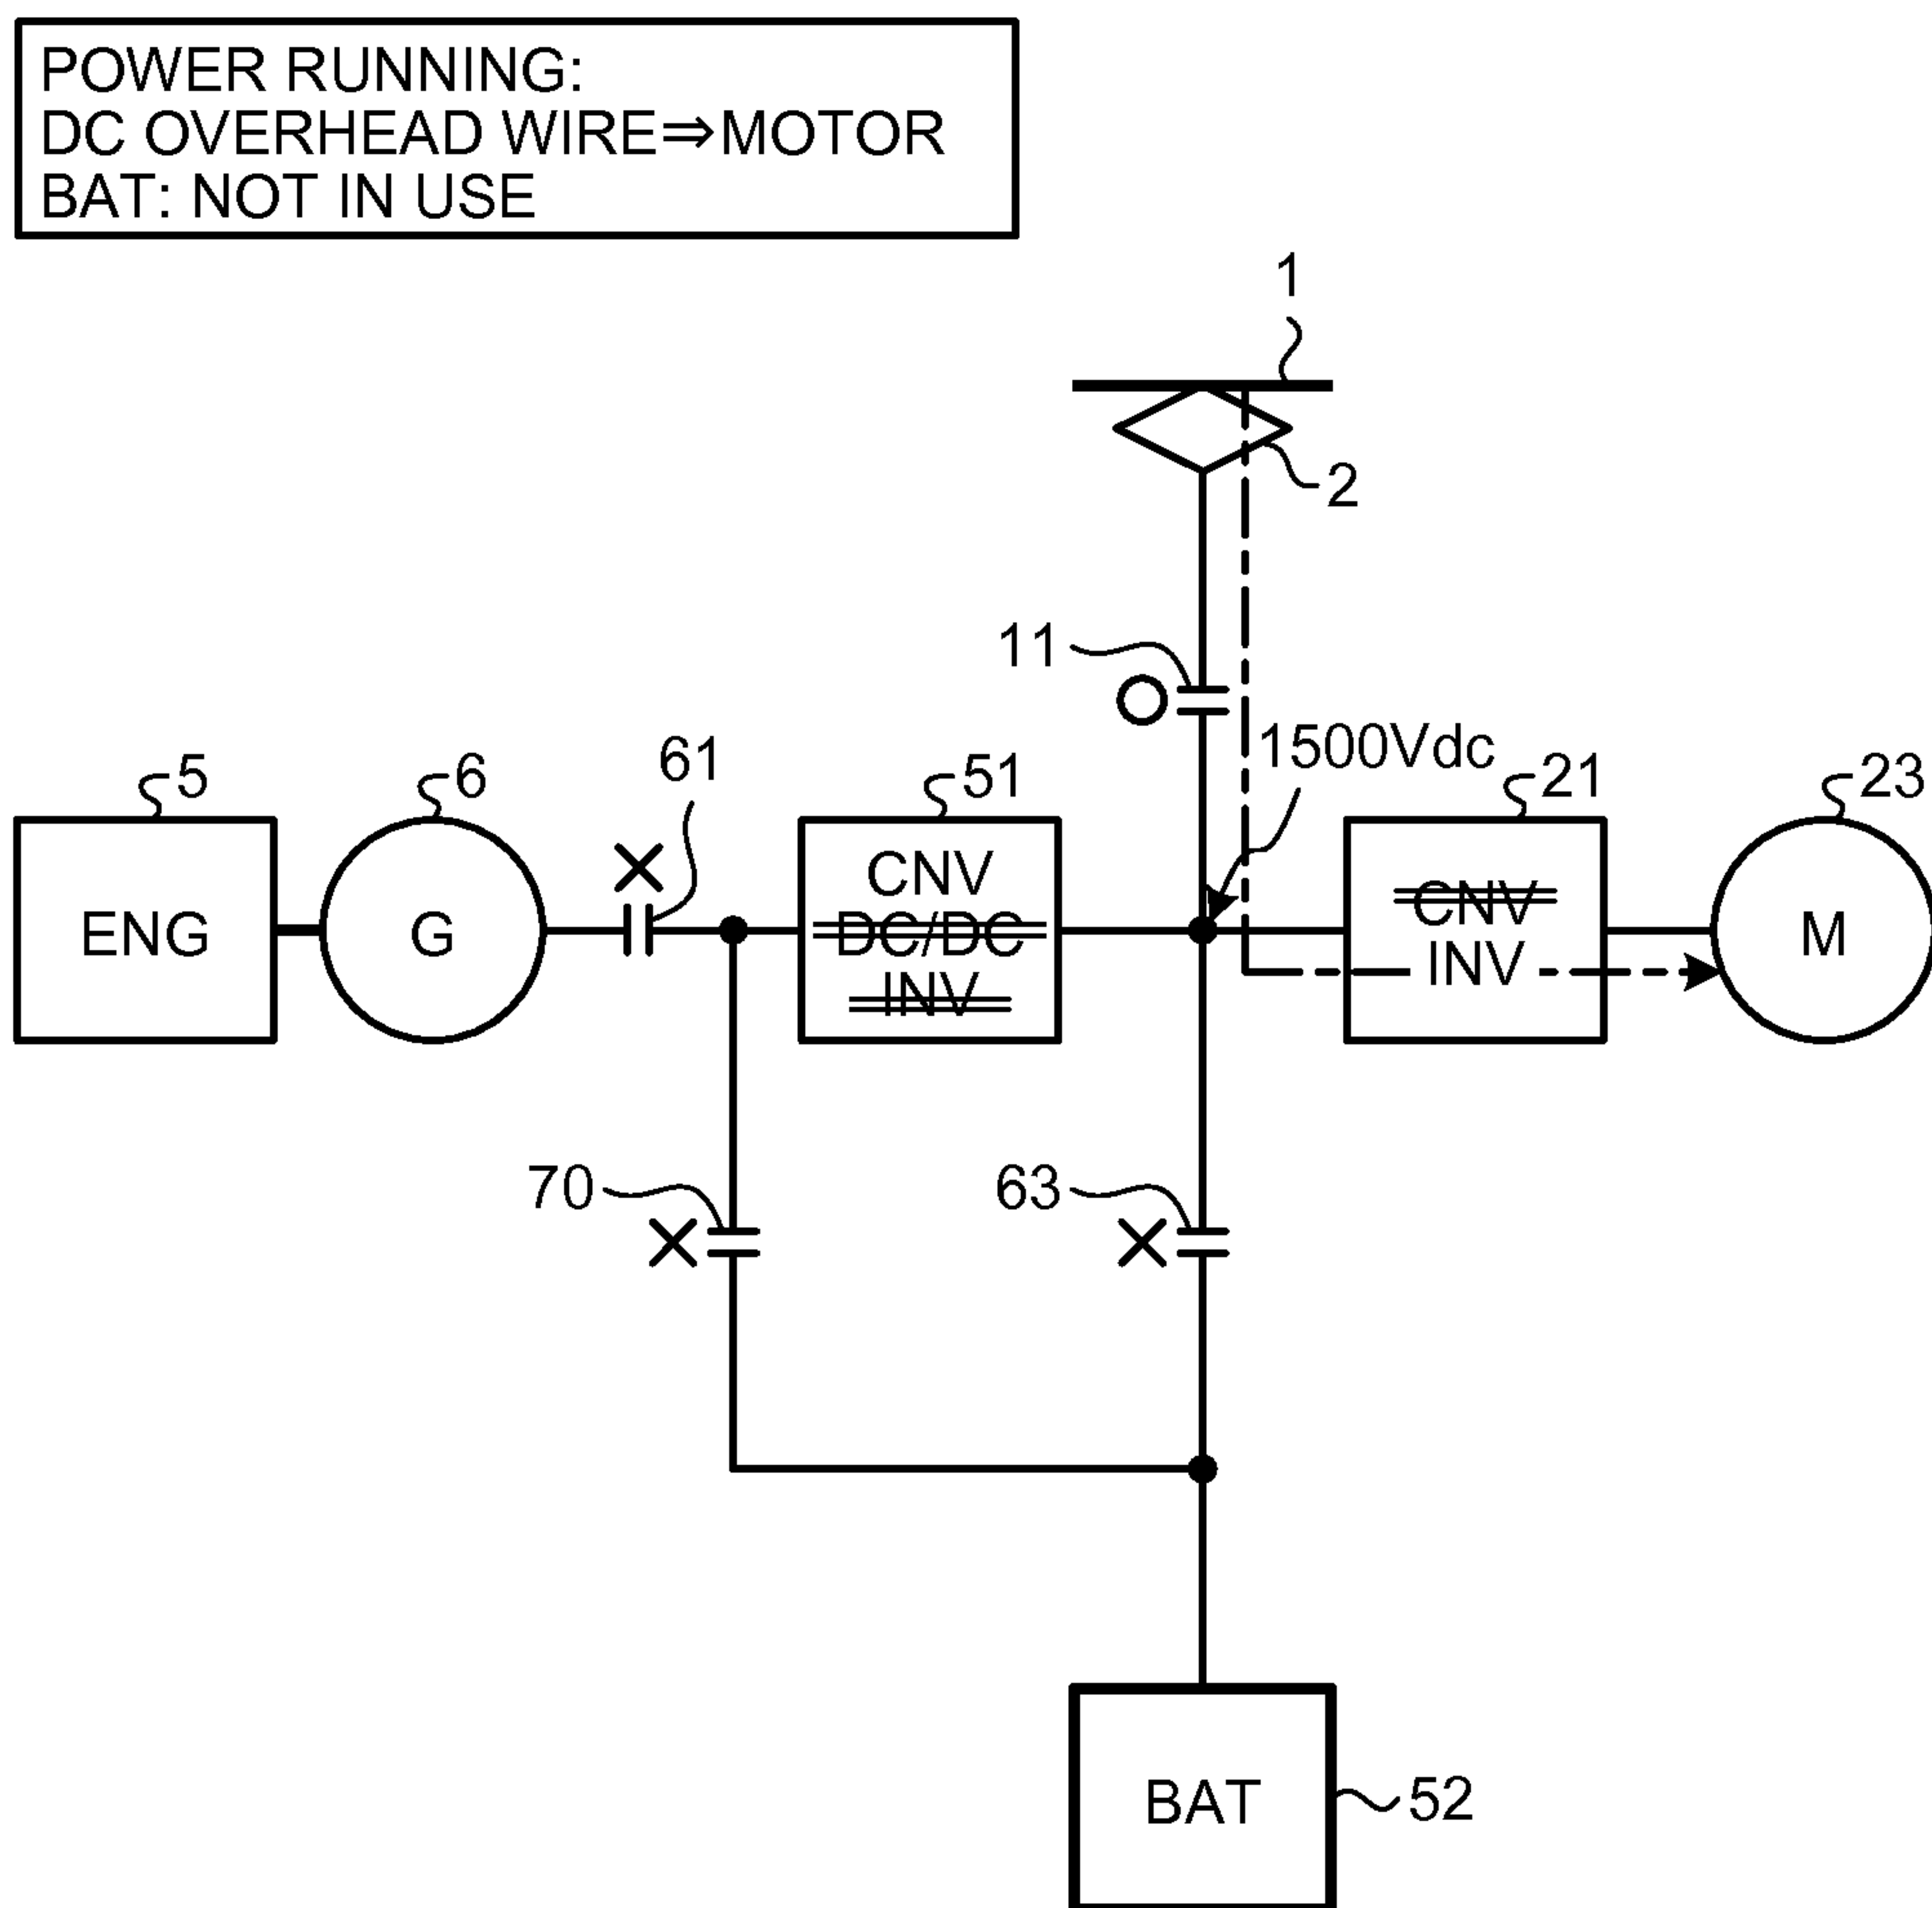 POWER RUNNING:
DC OVERHEAD WIRE⇒MOTOR
BAT: NOT IN USE
1
2
11
1500Vdc
61
5
6
51
21
23
ENG
G
CNV
DC/DC
INV
CNV
INV
M
70
63
BAT
52